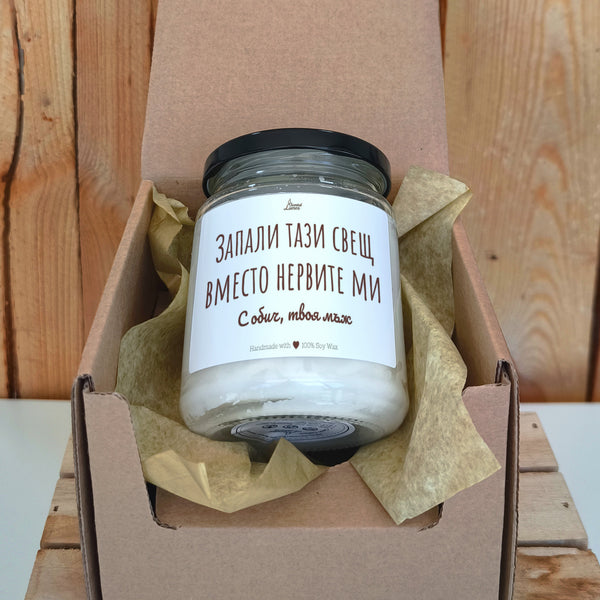 ЗАПАЛИ ТАЗИ СВЕЩ
ВМЕСТО НЕРВИТЕ МИ
С обич, твоя мъж
Handmade with ♥ 100% Soy Wax